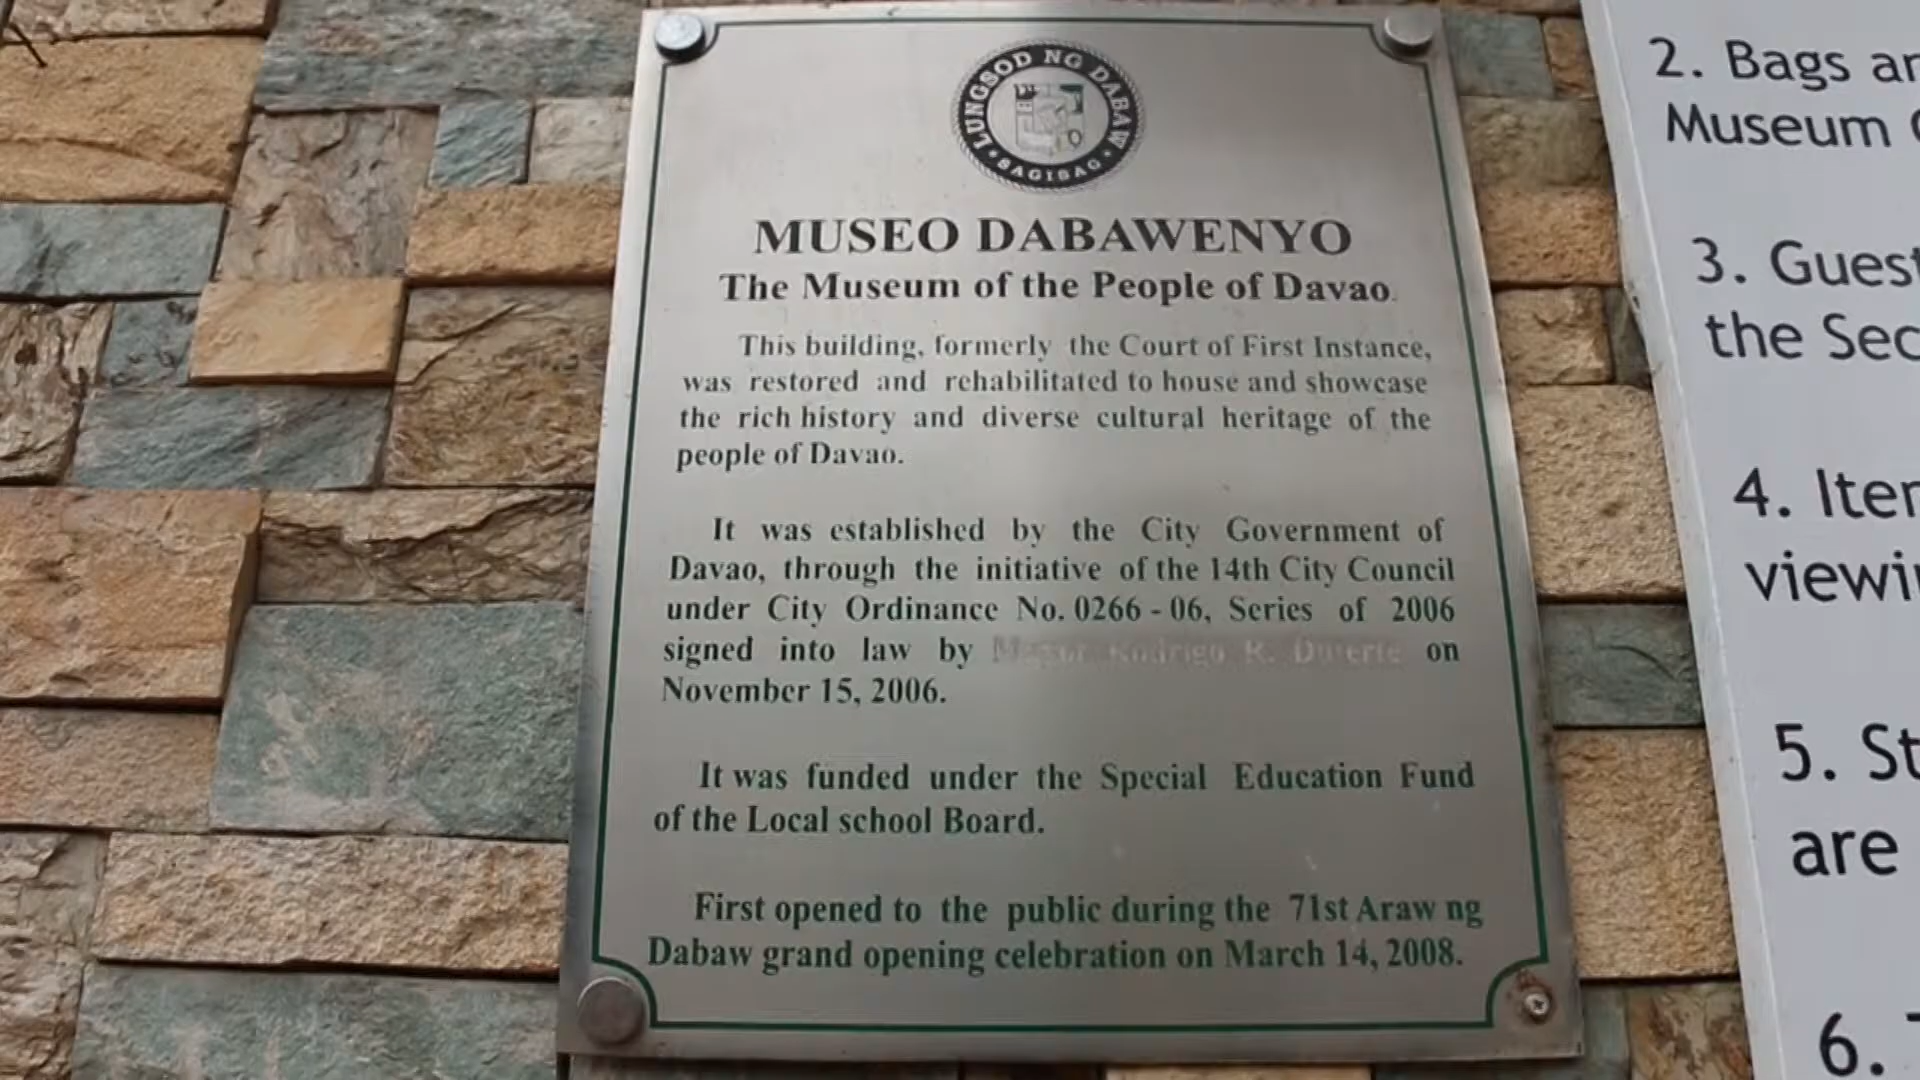 LUNGSOD NG DABAW
SAGISAG
MUSEO DABAWENYO
The Museum of the People of Davao
This building, formerly the Court of First Instance,
was restored and rehabilitated to house and showcase
the rich history and diverse cultural heritage of the
people of Davao.
It was established by the City Government of
Davao, through the initiative of the 14th City Council
under City Ordinance No. 0266 - 06, Series of 2006
signed into law by Mayor Rodrigo R. Duterte on
November 15, 2006.
It was funded under the Special Education Fund
of the Local school Board.
First opened to the public during the 71st Araw ng
Dabaw grand opening celebration on March 14, 2008.
2. Bags
Museum
3.
the
4.
5.
are
6.